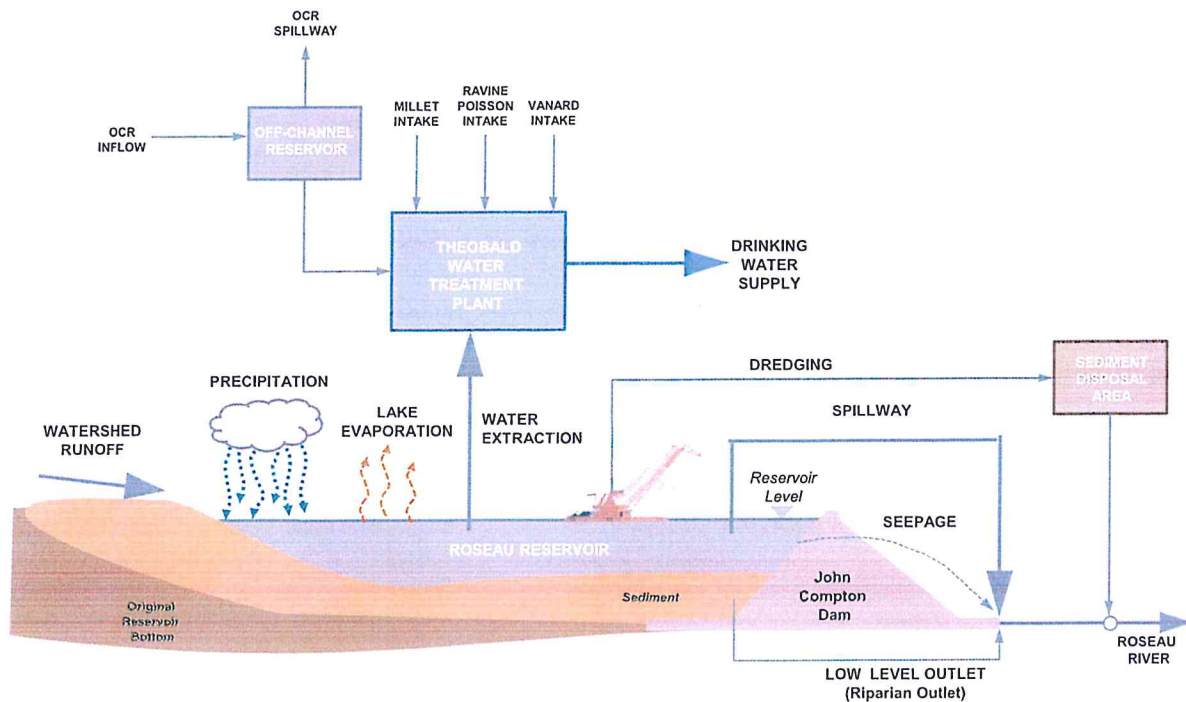 OCR
SPILLWAY
OCR
INFLOW
OFF-CHANNEL
RESERVOIR
MILLET
INTAKE
RAVINE
POISSON
INTAKE
VANARD
INTAKE
THEOBALD
WATER
TREATMENT
PLANT
DRINKING
WATER
SUPPLY
PRECIPITATION
LAKE
EVAPORATION
WATER
EXTRACTION
DREDGING
SEDIMENT
DISPOSAL
AREA
SPILLWAY
WATERSHED
RUNOFF
Reservoir
Level
SEEPAGE
ROSEAU RESERVOIR
John
Compton
Dam
Sediment
Original
Reservoir
Bottom
ROSEAU
RIVER
LOW LEVEL OUTLET
(Riparian Outlet)